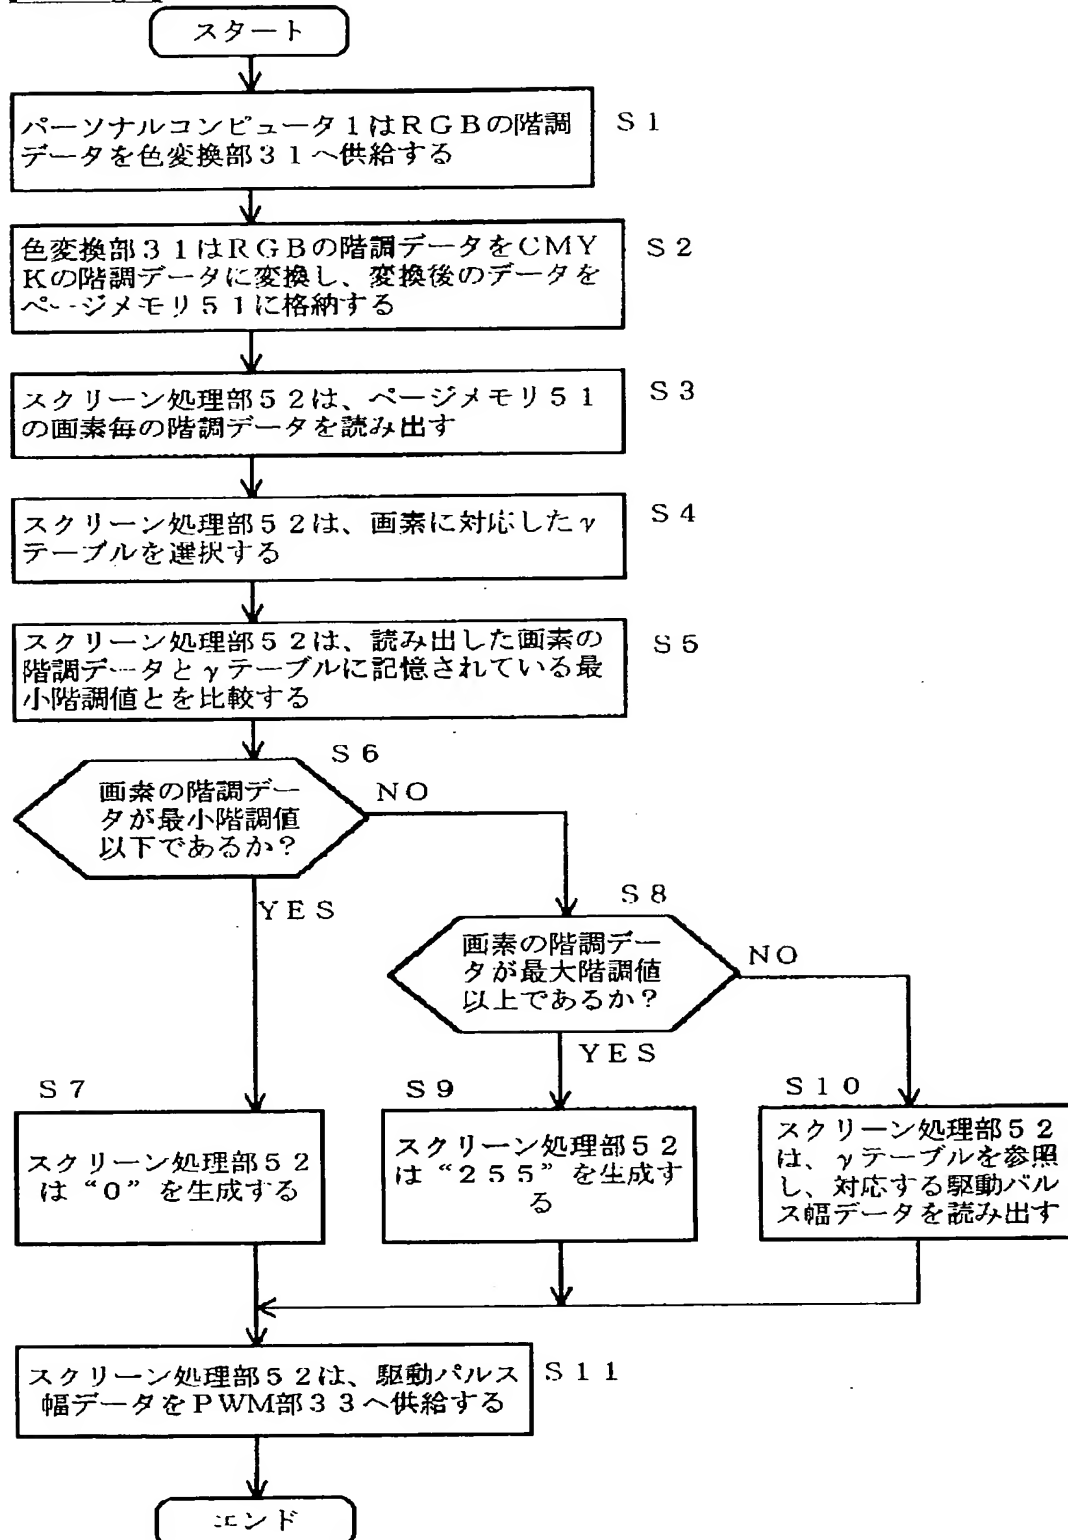 スタート
パーソナルコンピュータ1はRGBの階調
データを色変換部31へ供給する
S1
色変換部31はRGBの階調データをCMY
Kの階調データに変換し、変換後のデータを
ページメモリ51に格納する
S2
スクリーン処理部52は、ページメモリ51
の画素毎の階調データを読み出す
S3
スクリーン処理部52は、画素に対応したγ
テーブルを選択する
S4
スクリーン処理部52は、読み出した画素の
階調データとγテーブルに記憶されている最
小階調値とを比較する
S5
S6
画素の階調デー
タが最小階調値
以下であるか?
NO
YES
S8
画素の階調デー
タが最大階調値
以上であるか?
NO
YES
S7
スクリーン処理部52
は“0”を生成する
S9
スクリーン処理部52
は“255”を生成す
る
S10
スクリーン処理部52
は、γテーブルを参照
し、対応する駆動パル
ス幅データを読み出す
スクリーン処理部52は、駆動パルス
幅データをPWM部33へ供給する
S11
エンド